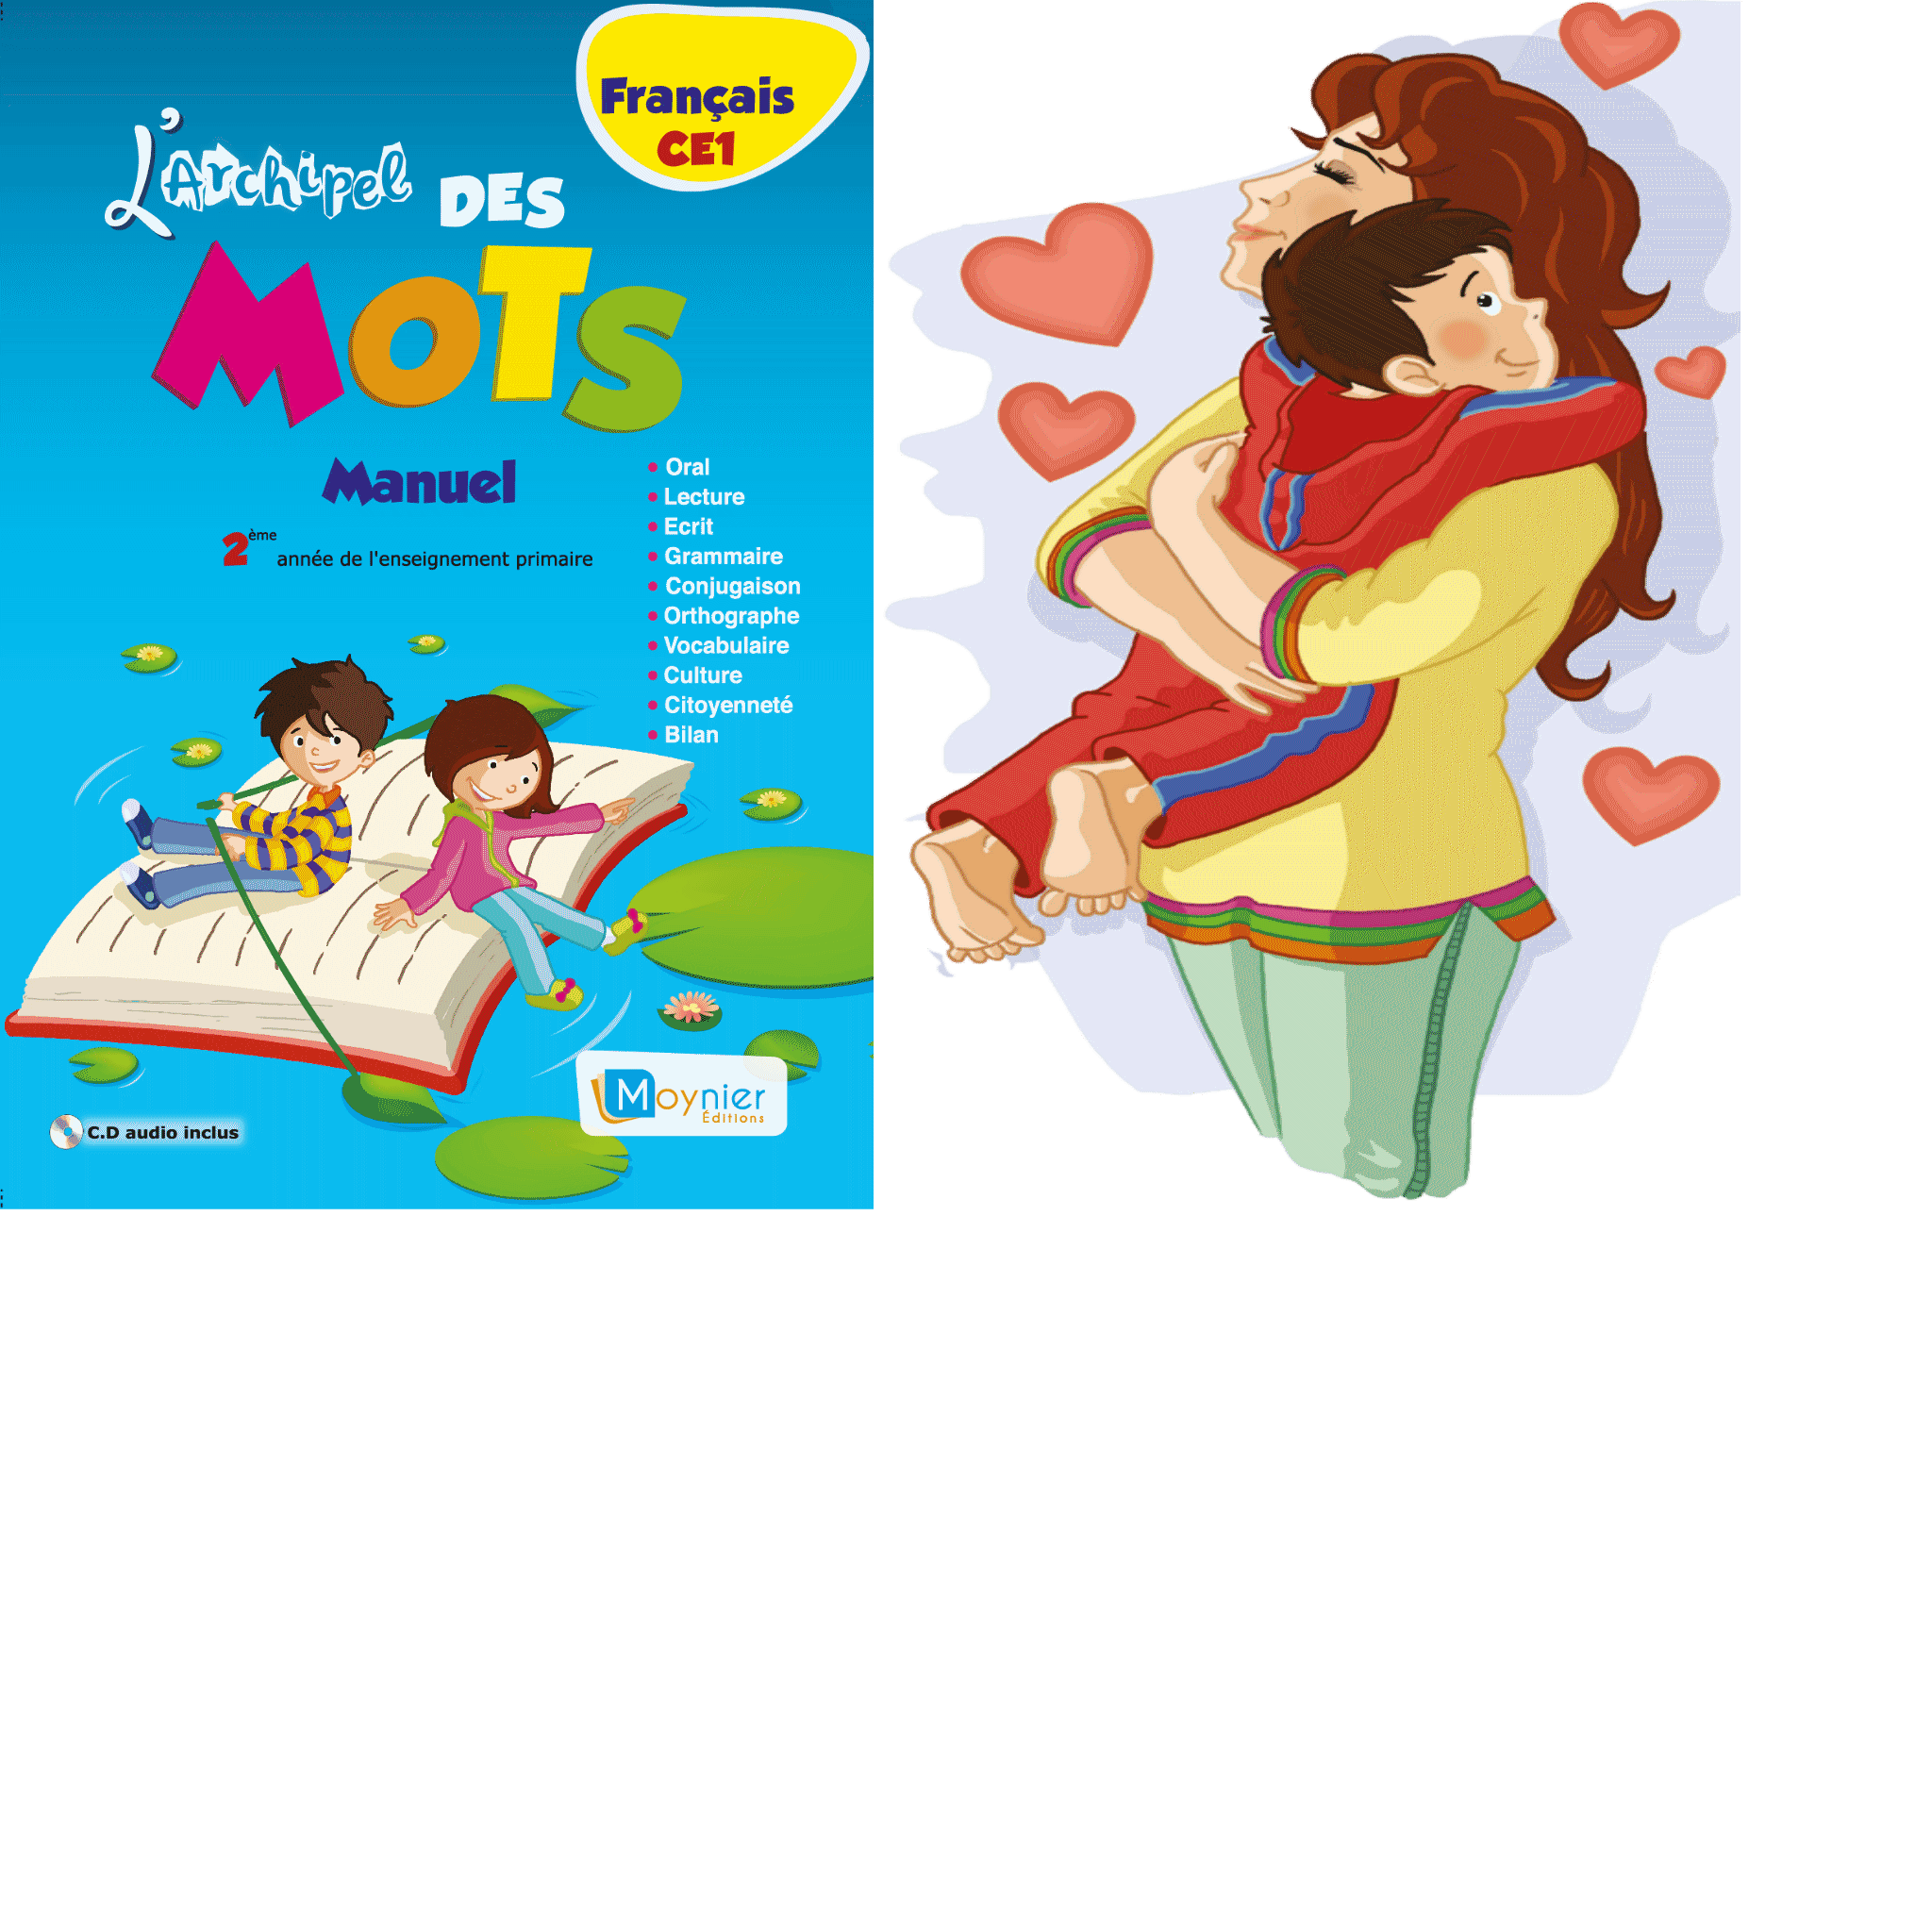 Français
CE1
L'Archipel DES
MOTS
Manuel
2ème année de l'enseignement primaire
• Oral
• Lecture
• Ecrit
• Grammaire
• Conjugaison
• Orthographe
• Vocabulaire
• Culture
• Citoyenneté
• Bilan
Moynier
Éditions
C.D audio inclus